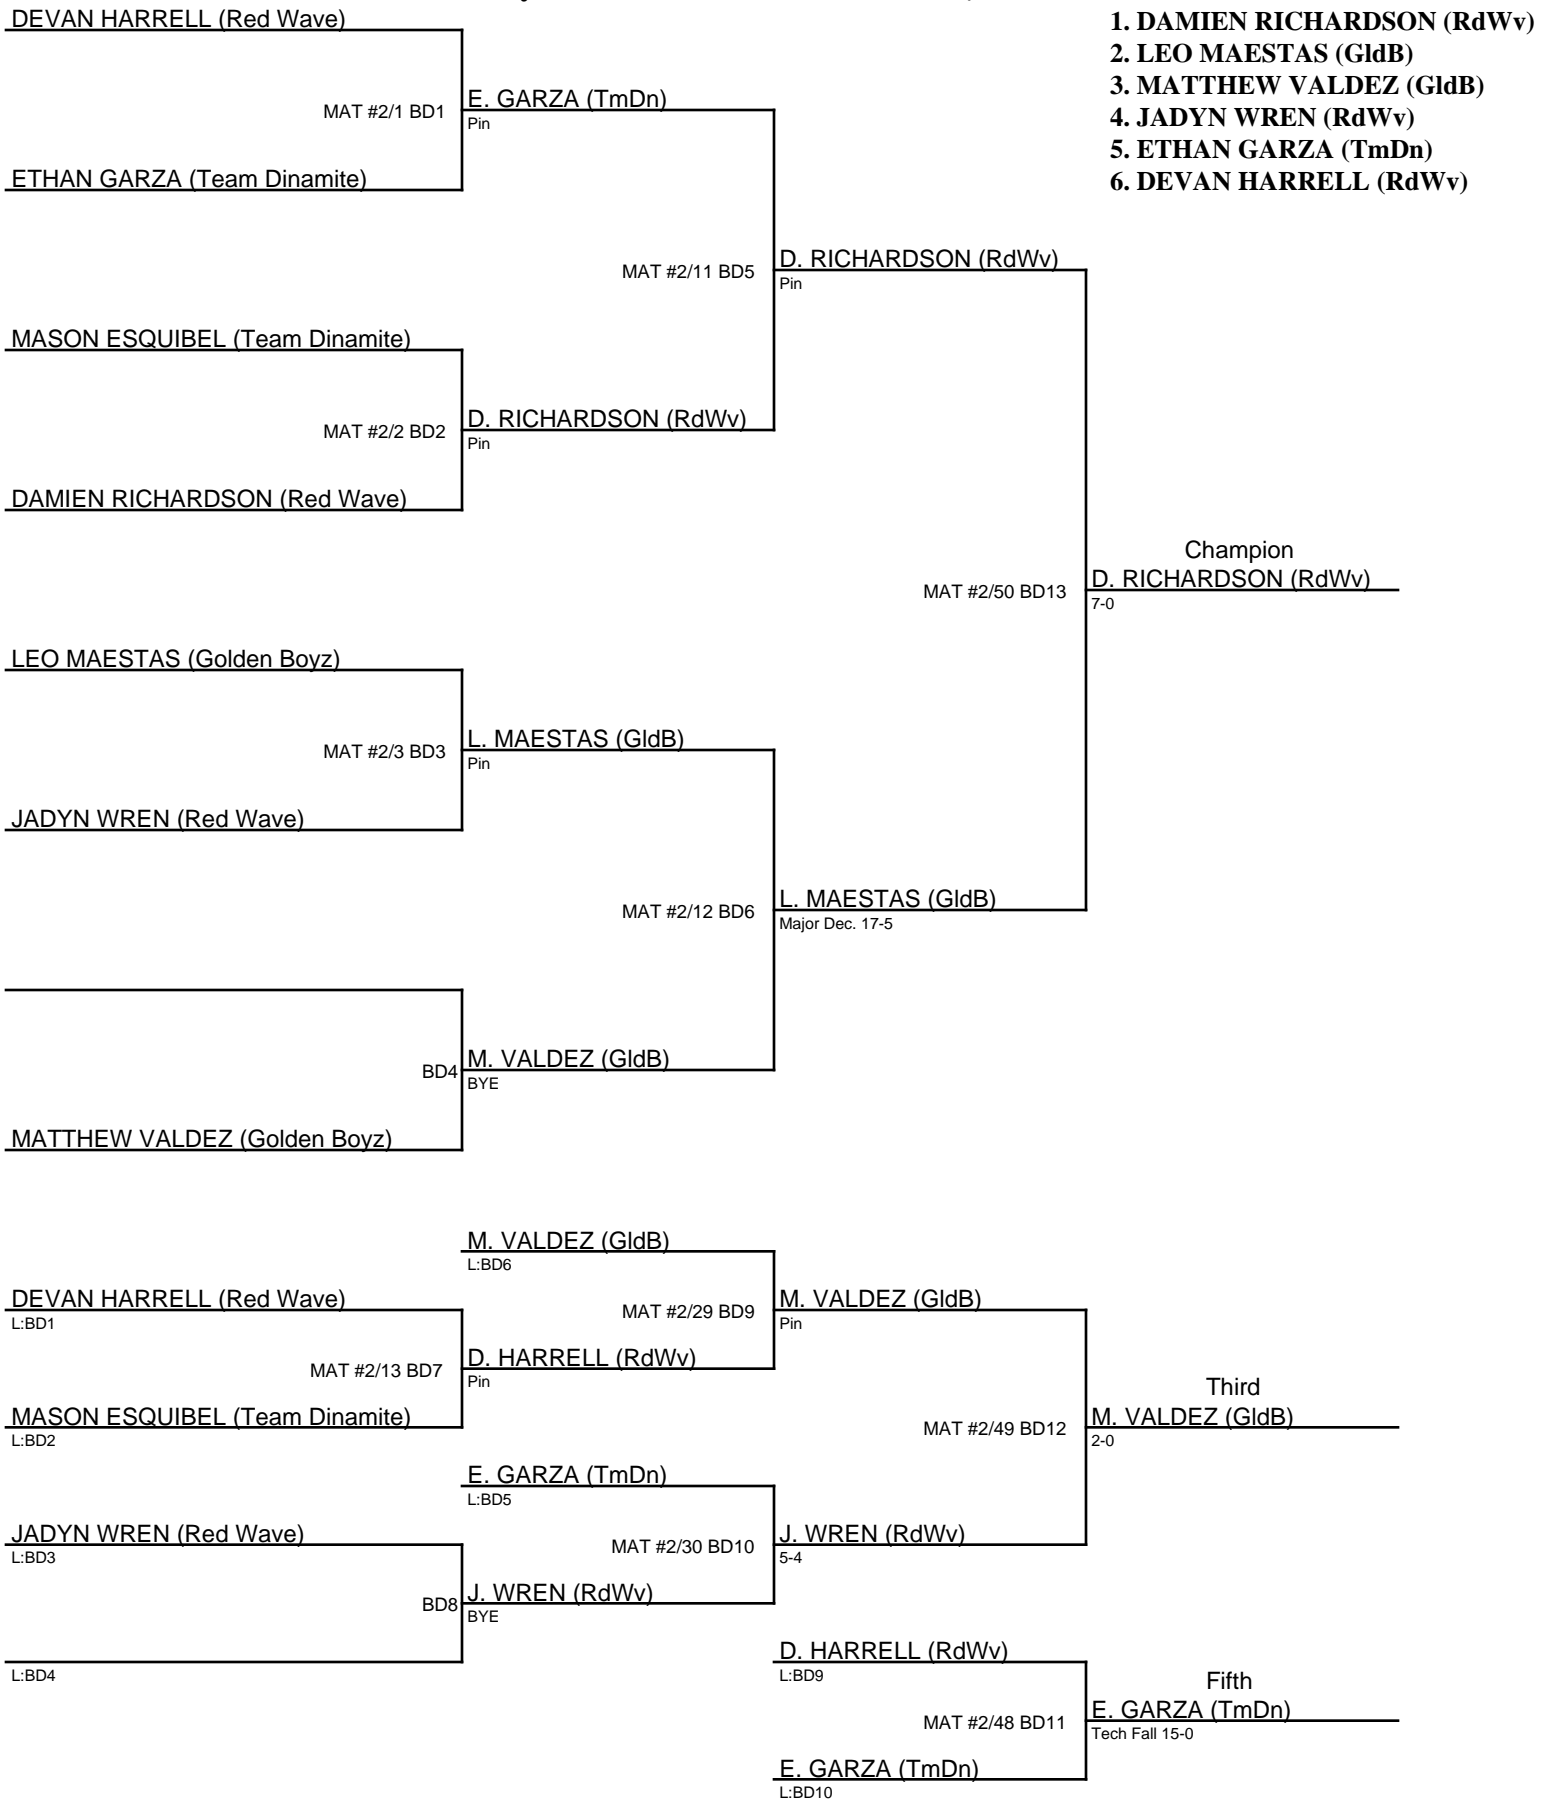 DEVAN HARRELL (Red Wave)
1. DAMIEN RICHARDSON (RdWv)
2. LEO MAESTAS (GldB)
3. MATTHEW VALDEZ (GldB)
4. JADYN WREN (RdWv)
5. ETHAN GARZA (TmDn)
6. DEVAN HARRELL (RdWv)
MAT #2/1 BD1
E. GARZA (TmDn)
Pin
ETHAN GARZA (Team Dinamite)
MAT #2/11 BD5
D. RICHARDSON (RdWv)
Pin
MASON ESQUIBEL (Team Dinamite)
MAT #2/2 BD2
D. RICHARDSON (RdWv)
Pin
DAMIEN RICHARDSON (Red Wave)
Champion
MAT #2/50 BD13
D. RICHARDSON (RdWv)
7-0
LEO MAESTAS (Golden Boyz)
MAT #2/3 BD3
L. MAESTAS (GldB)
Pin
JADYN WREN (Red Wave)
MAT #2/12 BD6
L. MAESTAS (GldB)
Major Dec. 17-5
BD4
M. VALDEZ (GldB)
BYE
MATTHEW VALDEZ (Golden Boyz)
M. VALDEZ (GldB)
L:BD6
DEVAN HARRELL (Red Wave)
L:BD1
MAT #2/29 BD9
M. VALDEZ (GldB)
Pin
MAT #2/13 BD7
D. HARRELL (RdWv)
Pin
MASON ESQUIBEL (Team Dinamite)
L:BD2
Third
MAT #2/49 BD12
M. VALDEZ (GldB)
2-0
E. GARZA (TmDn)
L:BD5
JADYN WREN (Red Wave)
L:BD3
MAT #2/30 BD10
J. WREN (RdWv)
5-4
BD8
J. WREN (RdWv)
BYE
L:BD4
D. HARRELL (RdWv)
L:BD9
Fifth
MAT #2/48 BD11
E. GARZA (TmDn)
Tech Fall 15-0
E. GARZA (TmDn)
L:BD10